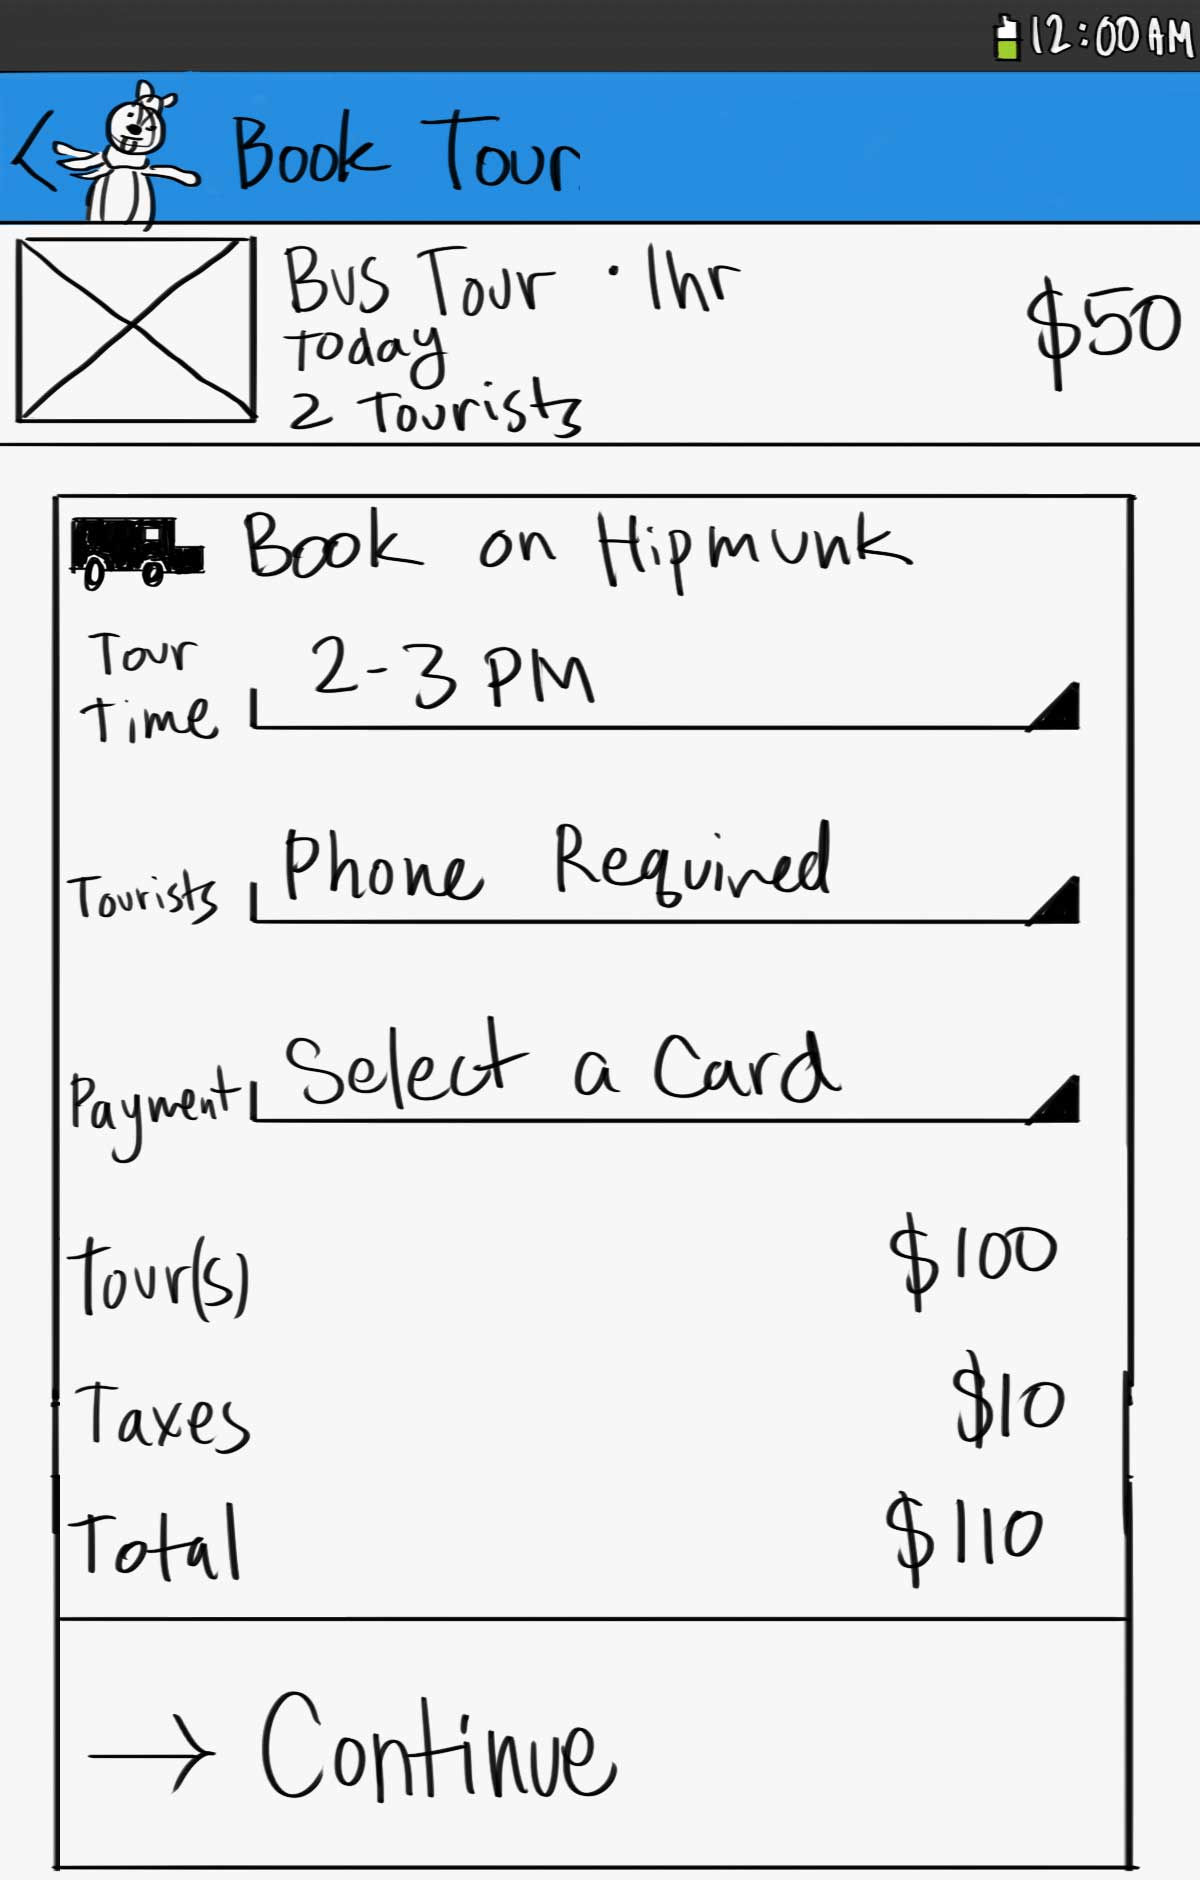 12:00 AM
< Book Tour
Bus Tour · 1hr
Today
2 Tourists
$50
Book on Hipmunk
Tour
Time
2-3 PM
Tourists
Phone Required
Payment
Select a Card
Tour(s) $100
Taxes $10
Total $110
→ Continue